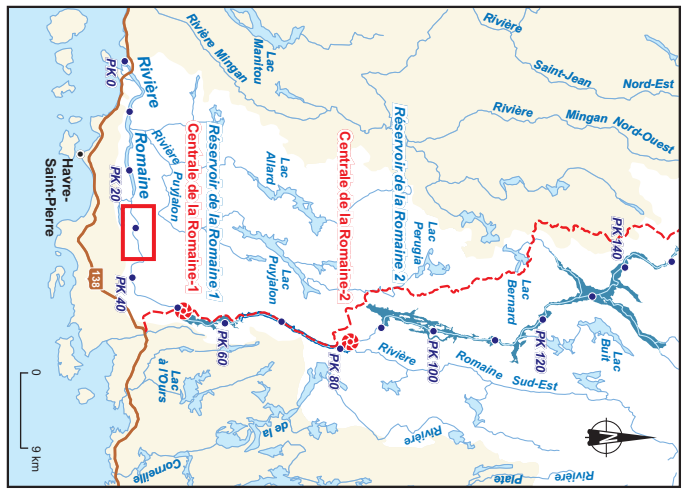 Rivière
Saint-Jean
Nord-Est
Rivière Mingan
Lac
Manitou
Rivière
Mingan Nord-Ouest
PK 0
Rivière
Romaine
PK 20
Rivière Puyjalon
Centrale de la Romaine-1
Réservoir de la Romaine 1
Lac
Allard
Lac
Puyjalon
Centrale de la Romaine-2
Réservoir de la Romaine 2
Lac
Perugia
Lac
Bernard
PK 140
Havre-
Saint-Pierre
138
PK 40
PK 60
PK 80
PK 100
PK 120
Lac
Buit
Rivière
Romaine
Sud-Est
Lac
à l'Ours
Corneille
de la
Rivière
Rivière
Plate
N
0
9 km